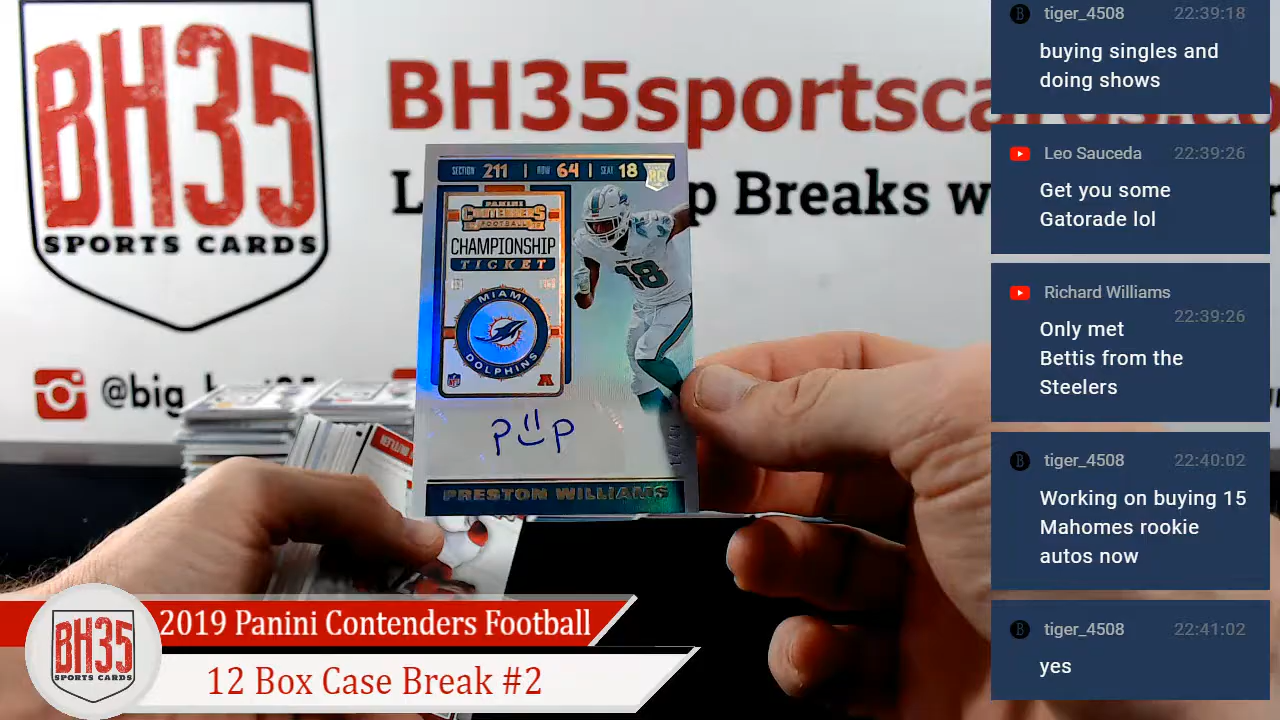 BH35
SPORTS CARDS
BH35sportscards.com
p Breaks w
@big_
SECTION 211 | ROW 64 | SEAT 18
RC
PANINI
CONTENDERS
FOOTBALL
CHAMPIONSHIP
TICKET
MIAMI
DOLPHINS
18
PRESTON WILLIAMS
2019 Panini Contenders Football
12 Box Case Break #2
BH35
SPORTS CARDS
tiger_4508 22:39:18
buying singles and
doing shows
Leo Sauceda 22:39:26
Get you some
Gatorade lol
Richard Williams
22:39:26
Only met
Bettis from the
Steelers
tiger_4508 22:40:02
Working on buying 15
Mahomes rookie
autos now
tiger_4508 22:41:02
yes